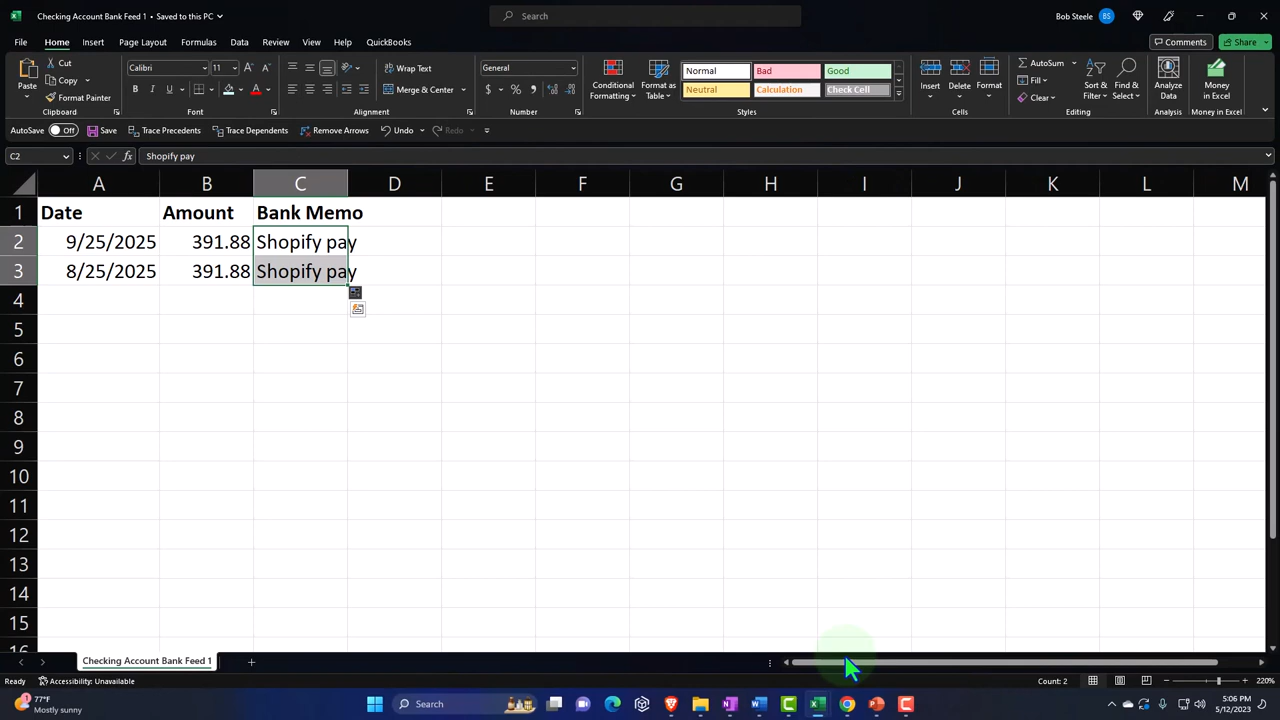 Checking Account Bank Feed 1 • Saved to this PC
Search
Bob Steele BS
File Home Insert Page Layout Formulas Data Review View Help QuickBooks
Comments Share
Paste
Cut
Copy
Format Painter
Clipboard
Calibri 11
B I U
Font
Wrap Text
Merge & Center
Alignment
General
$ % 9
Number
Conditional Formatting
Format as Table
Normal Bad Good
Neutral Calculation Check Cell
Styles
Insert Delete Format
Cells
AutoSum
Fill
Clear
Sort & Filter
Find & Select
Editing
Analyze Data
Analysis
Money in Excel
Money in Excel
AutoSave Off Save Trace Precedents Trace Dependents Remove Arrows Undo Redo
C2 fx Shopify pay
A B C D E F G H I J K L M
1 Date Amount Bank Memo
2 9/25/2025 391.88 Shopify pay
3 8/25/2025 391.88 Shopify pay
4
5
6
7
8
9
10
11
12
13
14
15
16
Checking Account Bank Feed 1
Ready Accessibility: Unavailable Count: 2 220%
77°F
Mostly sunny
Search
5:06 PM
5/12/2023